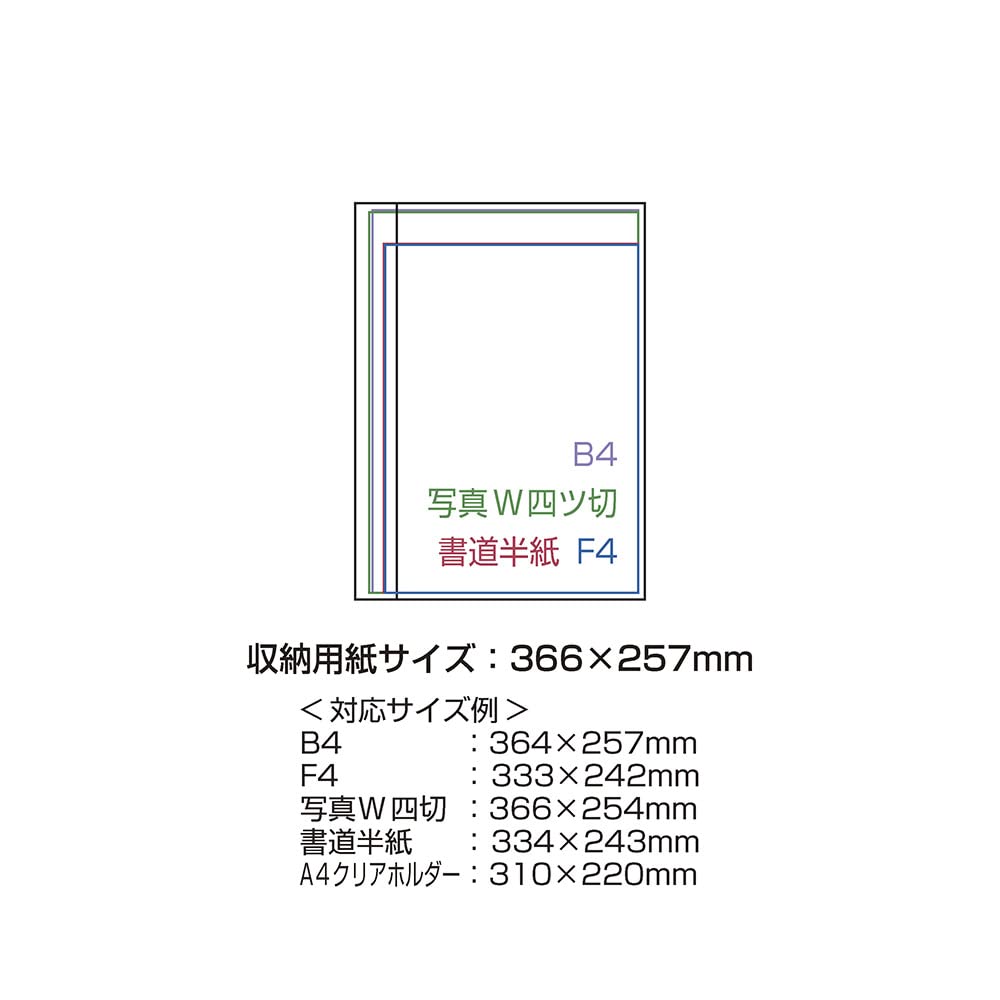 B4
写真W四ツ切
書道半紙 F4
収納用紙サイズ：366×257mm
＜対応サイズ例＞
B4 ：364×257mm
F4 ：333×242mm
写真W四切 ：366×254mm
書道半紙 ：334×243mm
A4クリアホルダー：310×220mm